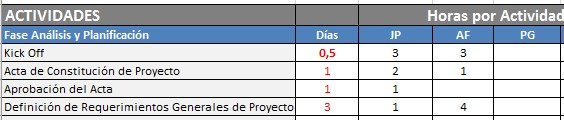 ACTIVIDADES Horas por Actividad
Fase Análisis y Planificación Días JP AF PG
Kick Off 0,5 3 3
Acta de Constitución de Proyecto 1 2 1
Aprobación del Acta 1 1
Definición de Requerimientos Generales de Proyecto 3 1 4